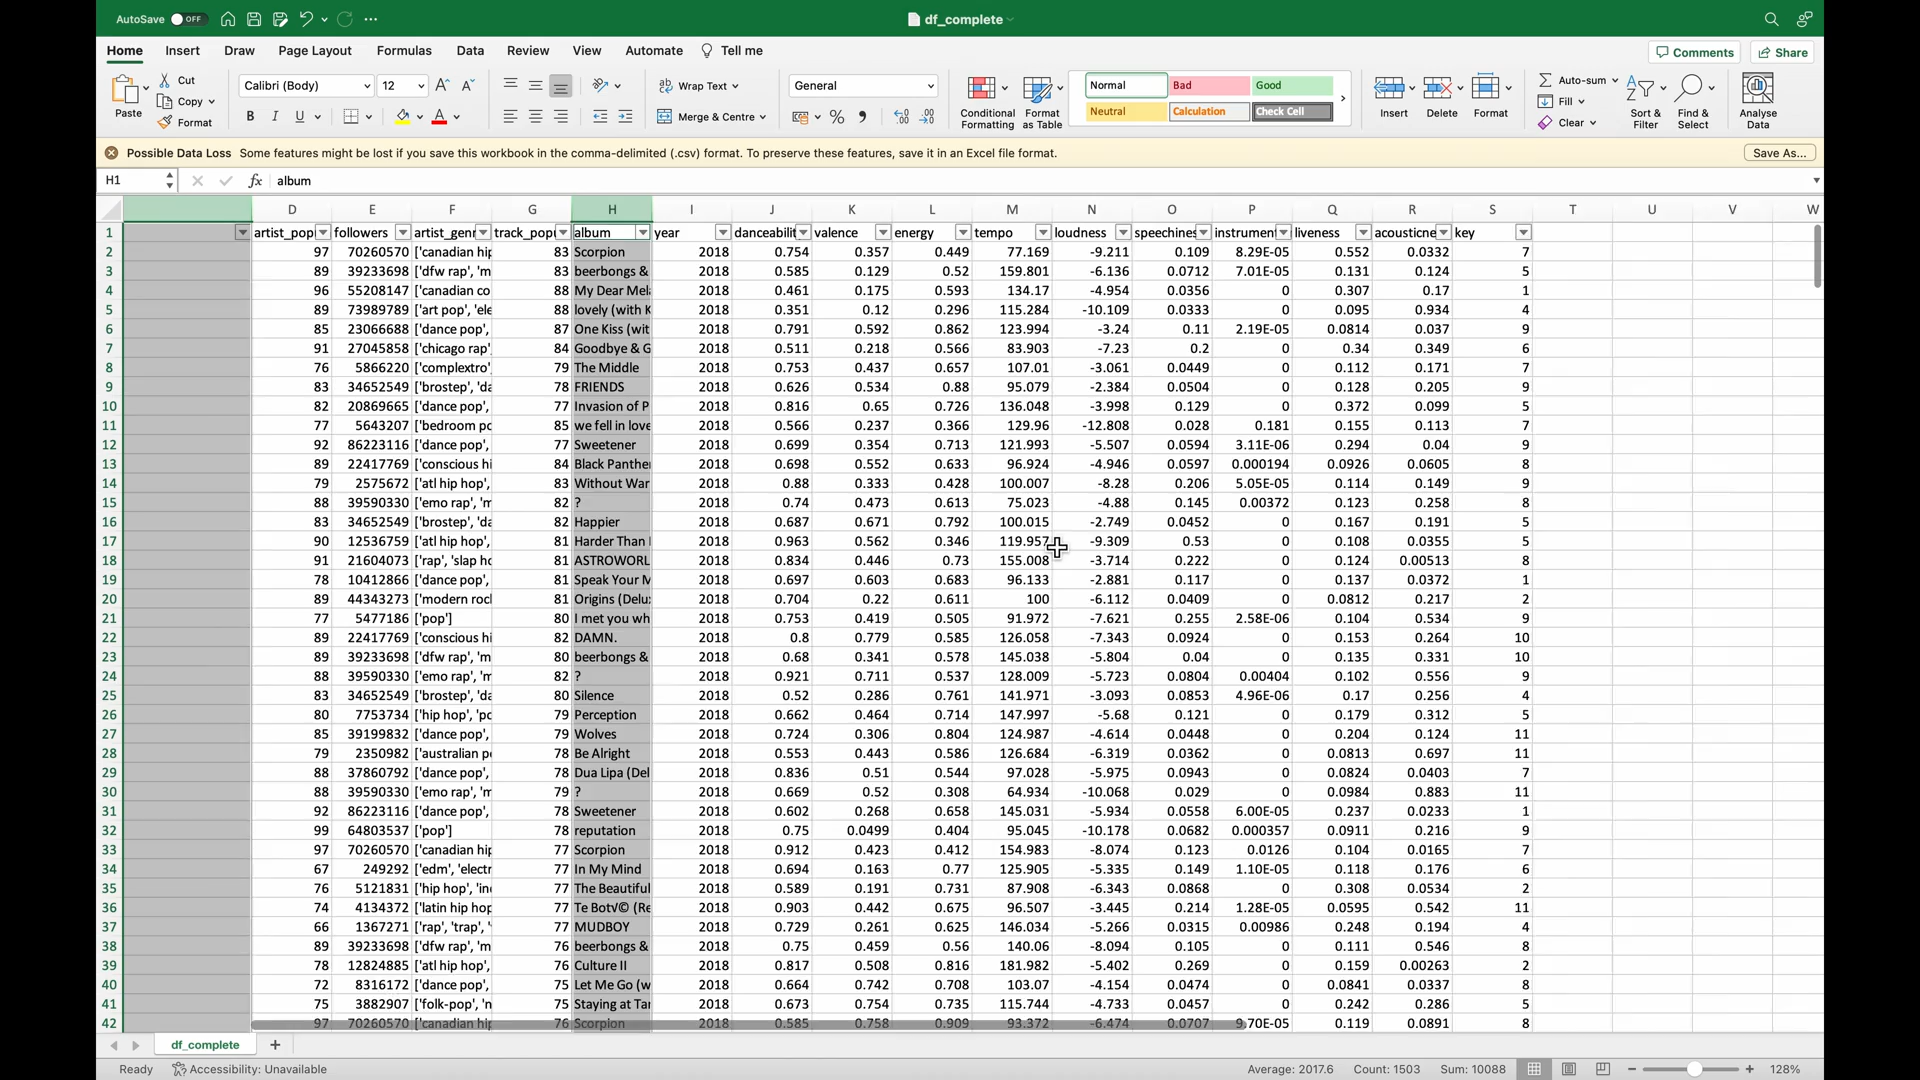 AutoSave OFF df_complete
Home Insert Draw Page Layout Formulas Data Review View Automate Tell me Comments Share
Paste Cut Copy Format Calibri (Body) 12 B I U Wrap Text Merge & Centre General Conditional Formatting Format as Table Normal Bad Good Neutral Calculation Check Cell Insert Delete Format Auto-sum Fill Clear Sort & Filter Find & Select Analyse Data
Possible Data Loss Some features might be lost if you save this workbook in the comma-delimited (.csv) format. To preserve these features, save it in an Excel file format. Save As...
H1 fx album
D E F G H I J K L M N O P Q R S T U V W
1 artist_pop followers artist_genr track_popu album year danceabilit valence energy tempo loudness speechines instrument liveness acousticne key
2 97 70260570 ['canadian hip 83 Scorpion 2018 0.754 0.357 0.449 77.169 -9.211 0.109 8.29E-05 0.552 0.0332 7
3 89 39233698 ['dfw rap', 'm 83 beerbongs & 2018 0.585 0.129 0.52 159.801 -6.136 0.0712 7.01E-05 0.131 0.124 5
4 96 55208147 ['canadian co 88 My Dear Mel 2018 0.461 0.175 0.593 134.17 -4.954 0.0356 0 0.307 0.17 1
5 89 73989789 ['art pop', 'ele 88 lovely (with K 2018 0.351 0.12 0.296 115.284 -10.109 0.0333 0 0.095 0.934 4
6 85 23066688 ['dance pop', 87 One Kiss (wit 2018 0.791 0.592 0.862 123.994 -3.24 0.11 2.19E-05 0.0814 0.037 9
7 91 27045858 ['chicago rap' 84 Goodbye & G 2018 0.511 0.218 0.566 83.903 -7.23 0.2 0 0.34 0.349 6
8 76 5866220 ['complextro' 79 The Middle 2018 0.753 0.437 0.657 107.01 -3.061 0.0449 0 0.112 0.171 7
9 83 34652549 ['brostep', 'da 78 FRIENDS 2018 0.626 0.534 0.88 95.079 -2.384 0.0504 0 0.128 0.205 9
10 82 20869665 ['dance pop', 77 Invasion of P 2018 0.816 0.65 0.726 136.048 -3.998 0.129 0 0.372 0.099 5
11 77 5643207 ['bedroom po 85 we fell in love 2018 0.566 0.237 0.366 129.96 -12.808 0.028 0.181 0.155 0.113 7
12 92 86223116 ['dance pop', 77 Sweetener 2018 0.699 0.354 0.713 121.993 -5.507 0.0594 3.11E-06 0.294 0.04 9
13 89 22417769 ['conscious hi 84 Black Panthe 2018 0.698 0.552 0.633 96.924 -4.946 0.0597 0.000194 0.0926 0.0605 8
14 79 2575672 ['atl hip hop', 83 Without War 2018 0.88 0.333 0.428 100.007 -8.28 0.206 5.05E-05 0.114 0.149 9
15 88 39590330 ['emo rap', 'm 82 ? 2018 0.74 0.473 0.613 75.023 -4.88 0.145 0.00372 0.123 0.258 8
16 83 34652549 ['brostep', 'da 82 Happier 2018 0.687 0.671 0.792 100.015 -2.749 0.0452 0 0.167 0.191 5
17 90 12536759 ['atl hip hop', 81 Harder Than 2018 0.963 0.562 0.346 119.957 -9.309 0.53 0 0.108 0.0355 5
18 91 21604073 ['rap', 'slap ho 81 ASTROWORL 2018 0.834 0.446 0.73 155.008 -3.714 0.222 0 0.124 0.00513 8
19 78 10412866 ['dance pop', 81 Speak Your M 2018 0.697 0.603 0.683 96.133 -2.881 0.117 0 0.137 0.0372 1
20 89 44343273 ['modern rocl 81 Origins (Delu 2018 0.704 0.22 0.611 100 -6.112 0.0409 0 0.0812 0.217 2
21 77 5477186 ['pop'] 80 I met you wh 2018 0.753 0.419 0.505 91.972 -7.621 0.255 2.58E-06 0.104 0.534 9
22 89 22417769 ['conscious hi 82 DAMN. 2018 0.8 0.779 0.585 126.058 -7.343 0.0924 0 0.153 0.264 10
23 89 39233698 ['dfw rap', 'm 80 beerbongs & 2018 0.68 0.341 0.578 145.038 -5.804 0.04 0 0.135 0.331 10
24 88 39590330 ['emo rap', 'm 82 ? 2018 0.921 0.711 0.537 128.009 -5.723 0.0804 0.00404 0.102 0.556 9
25 83 34652549 ['brostep', 'da 80 Silence 2018 0.52 0.286 0.761 141.971 -3.093 0.0853 4.96E-06 0.17 0.256 4
26 80 7753734 ['hip hop', 'pc 79 Perception 2018 0.662 0.464 0.714 147.997 -5.68 0.121 0 0.179 0.312 5
27 85 39199832 ['dance pop', 79 Wolves 2018 0.724 0.306 0.804 124.987 -4.614 0.0448 0 0.204 0.124 11
28 79 2350982 ['australian po 78 Be Alright 2018 0.553 0.443 0.586 126.684 -6.319 0.0362 0 0.0813 0.697 11
29 88 37860792 ['dance pop', 78 Dua Lipa (Del 2018 0.836 0.51 0.544 97.028 -5.975 0.0943 0 0.0824 0.0403 7
30 88 39590330 ['emo rap', 'm 79 ? 2018 0.669 0.52 0.308 64.934 -10.068 0.029 0 0.0984 0.883 11
31 92 86223116 ['dance pop', 78 Sweetener 2018 0.602 0.268 0.658 145.031 -5.934 0.0558 6.00E-05 0.237 0.0233 1
32 99 64803537 ['pop'] 78 reputation 2018 0.75 0.0499 0.404 95.045 -10.178 0.0682 0.000357 0.0911 0.216 9
33 97 70260570 ['canadian hip 77 Scorpion 2018 0.912 0.423 0.412 154.983 -8.074 0.123 0.0126 0.104 0.0165 7
34 67 249292 ['edm', 'electr 77 In My Mind 2018 0.694 0.163 0.77 125.905 -5.335 0.149 1.10E-05 0.118 0.176 6
35 76 5121831 ['hip hop', 'in 77 The Beautiful 2018 0.589 0.191 0.731 87.908 -6.343 0.0868 0 0.308 0.0534 2
36 74 4134372 ['latin hip hop 77 Te Bot√© (Re 2018 0.903 0.442 0.675 96.507 -3.445 0.214 1.28E-05 0.0595 0.542 11
37 66 1367271 ['rap', 'trap', ' 77 MUDBOY 2018 0.729 0.261 0.625 146.034 -5.266 0.0315 0.00986 0.248 0.194 4
38 89 39233698 ['dfw rap', 'm 76 beerbongs & 2018 0.75 0.459 0.56 140.06 -8.094 0.105 0 0.111 0.546 8
39 78 12824885 ['atl hip hop', 76 Culture II 2018 0.817 0.508 0.816 181.982 -5.402 0.269 0 0.159 0.00263 2
40 72 8316172 ['dance pop', 75 Let Me Go (w 2018 0.664 0.742 0.708 103.07 -4.154 0.0474 0 0.0841 0.0337 8
41 75 3882907 ['folk-pop', 'n 75 Staying at Tar 2018 0.673 0.754 0.735 115.744 -4.733 0.0457 0 0.242 0.286 5
42 97 70260570 ['canadian hip 76 Scorpion 2018 0.585 0.758 0.909 93.372 -6.474 0.0707 9.70E-05 0.119 0.0891 8
df_complete
Ready Accessibility: Unavailable Average: 2017.6 Count: 1503 Sum: 10088 128%